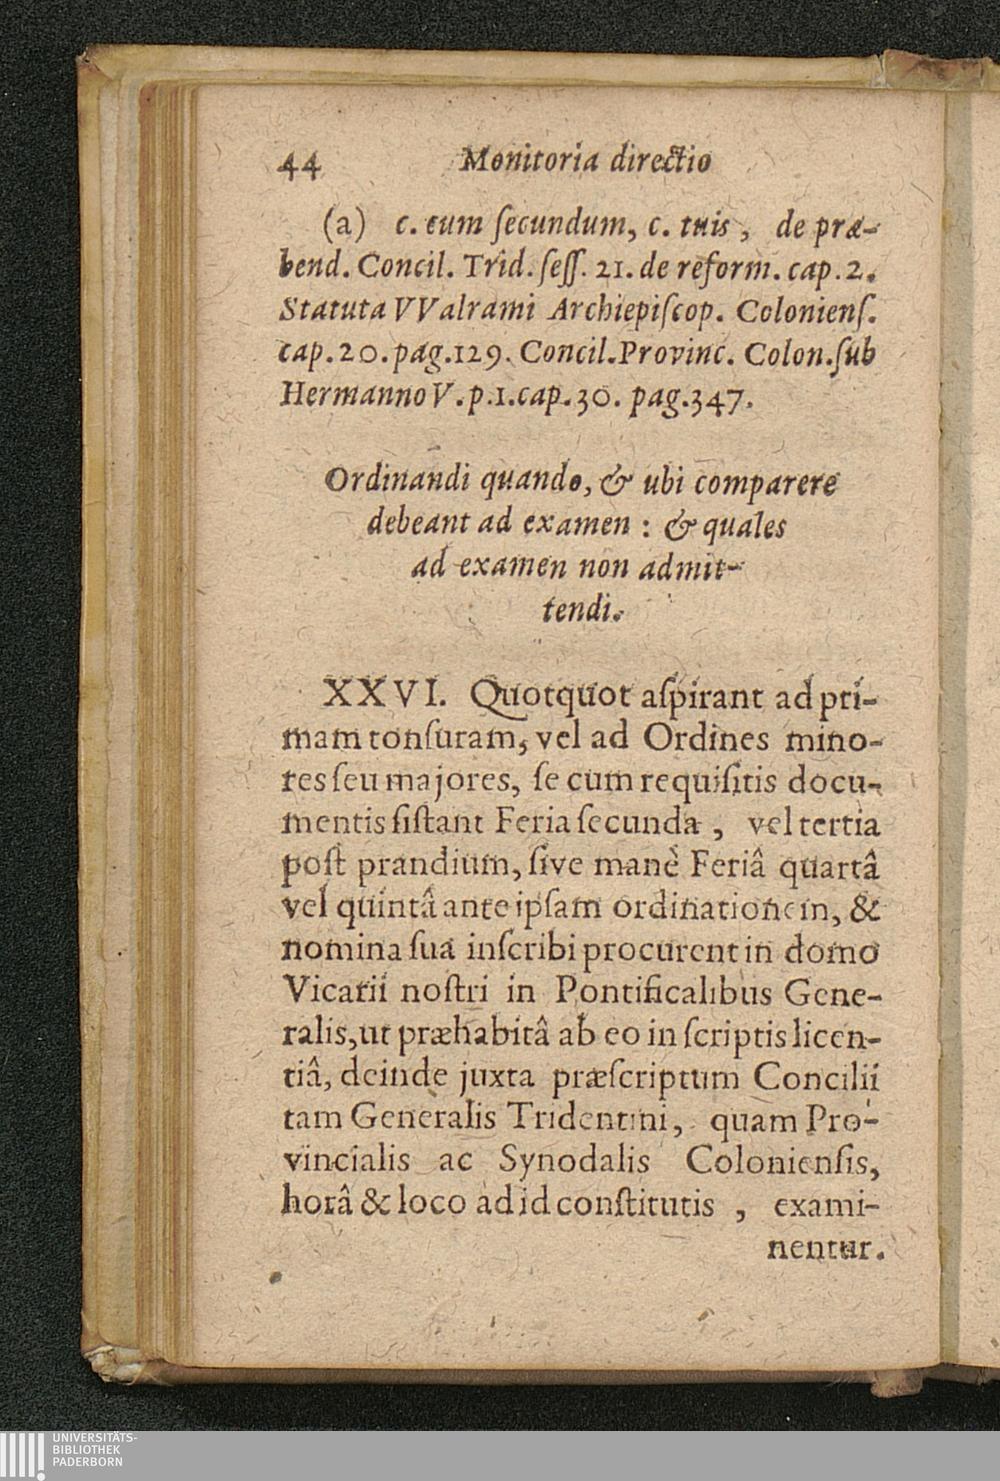 44 Monitoria directio
(a) c. cum ſecundum, c. tuis, de præ-
bend. Concil. Trid. ſeſſ. 21. de reform. cap. 2.
Statuta VValrami Archiepiſcop. Colonienſ.
cap. 20. pag. 129. Concil. Provinc. Colon. ſub
Hermanno V. p. 1. cap. 30. pag. 347.
Ordinandi quando, & ubi comparere
debeant ad examen : & quales
ad examen non admit-
tendi.
XXVI. Quotquot aſpirant ad pri-
mam tonſuram, vel ad Ordines mino-
res ſeu majores, ſe cum requiſitis docu-
mentis ſiſtant Feria ſecunda, vel tertia
poſt prandium, ſive manè Feriâ quartâ
vel quintâ ante ipſam ordinationem, &
nomina ſua inſcribi procurent in domo
Vicarii noſtri in Pontificalibus Gene-
ralis, ut præhabitâ ab eo in ſcriptis licen-
tiâ, deinde juxta præſcriptum Concilii
tam Generalis Tridentini, quam Pro-
vincialis ac Synodalis Colonienſis,
horâ & loco ad id conſtitutis, exami-
nentur.
UNIVERSITÄTS-
BIBLIOTHEK
PADERBORN